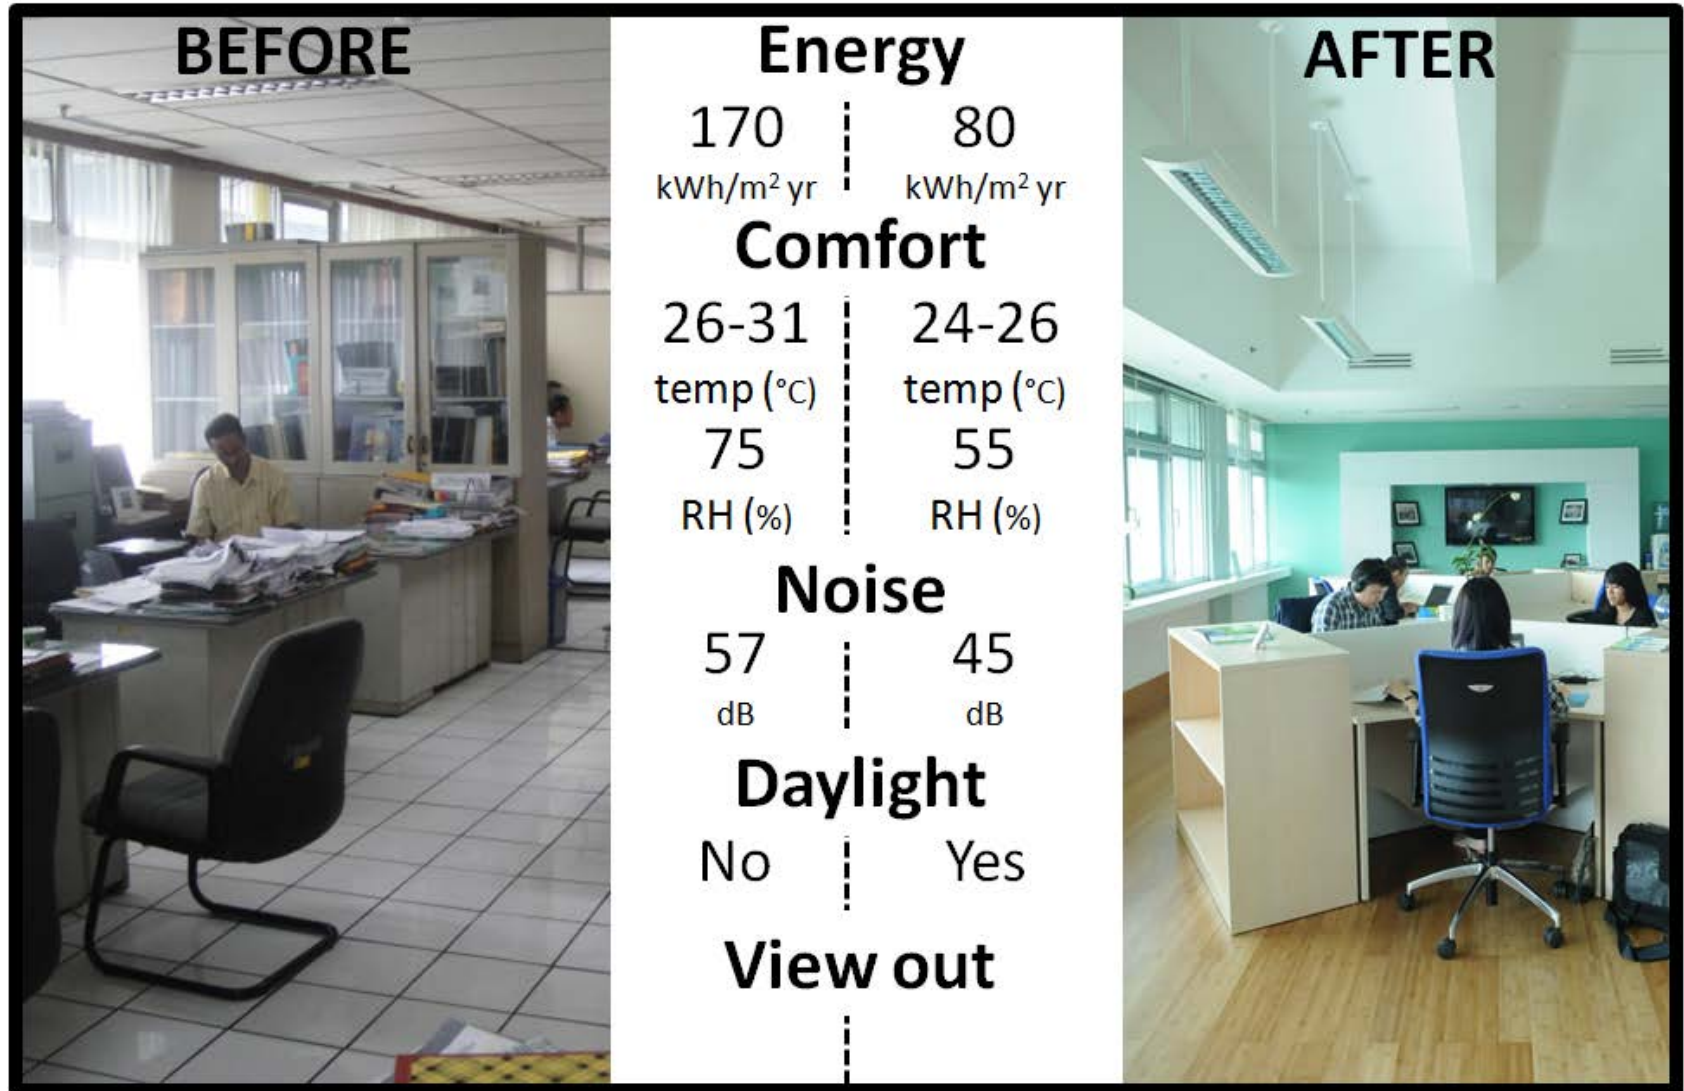 BEFORE
Energy
AFTER
170
80
kWh/m² yr
kWh/m² yr
Comfort
26-31
24-26
temp (°C)
temp (°C)
75
55
RH (%)
RH (%)
Noise
57
45
dB
dB
Daylight
No
Yes
View out